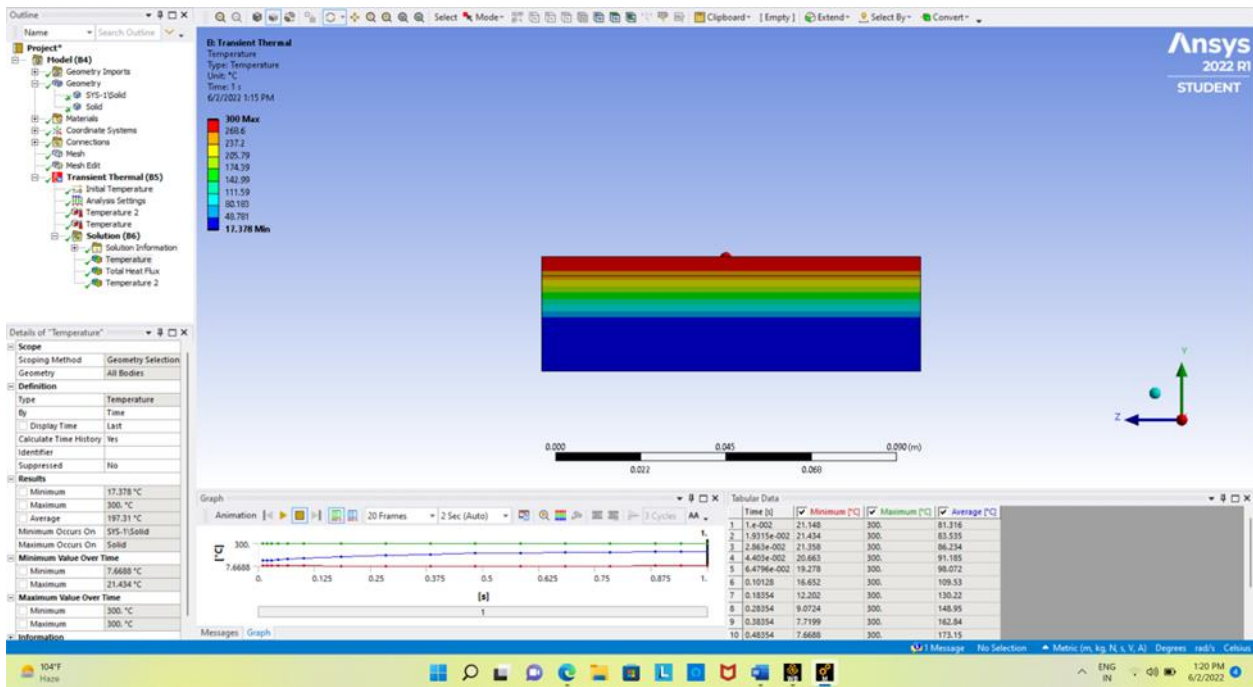 Outline
Name Search Outline
Project*
Model (B4)
Geometry Imports
Geometry
SYS-1\Solid
Solid
Materials
Coordinate Systems
Connections
Mesh
Mesh Edit
Transient Thermal (B5)
Initial Temperature
Analysis Settings
Temperature 2
Temperature
Solution (B6)
Solution Information
Temperature
Total Heat Flux
Temperature 2
Details of "Temperature"
Scope
Scoping Method Geometry Selection
Geometry All Bodies
Definition
Type Temperature
By Time
Display Time Last
Calculate Time History Yes
Identifier
Suppressed No
Results
Minimum 17.378 °C
Maximum 300. °C
Average 197.31 °C
Minimum Occurs On SYS-1\Solid
Maximum Occurs On Solid
Minimum Value Over Time
Minimum 7.6688 °C
Maximum 21.434 °C
Maximum Value Over Time
Minimum 300. °C
Maximum 300. °C
Information
Select Mode Clipboard [Empty] Extend Select By Convert
B: Transient Thermal
Temperature
Type: Temperature
Unit: °C
Time: 1 s
6/2/2022 1:15 PM
300 Max
268.6
237.2
205.79
174.39
142.99
111.59
80.183
48.781
17.378 Min
Ansys
2022 R1
STUDENT
Y
Z
0.000 0.045 0.090 (m)
0.022 0.068
Graph
Animation 20 Frames 2 Sec (Auto) 3 Cycles
1.
[°C]
300.
7.6688
0. 0.125 0.25 0.375 0.5 0.625 0.75 0.875 1.
[s]
1
Messages Graph
Tabular Data
Time [s] Minimum [°C] Maximum [°C] Average [°C]
1 1.e-002 21.148 300. 81.316
2 1.9315e-002 21.434 300. 83.535
3 2.863e-002 21.358 300. 86.234
4 4.403e-002 20.663 300. 91.185
5 6.4796e-002 19.278 300. 98.072
6 0.10128 16.652 300. 109.53
7 0.18354 12.202 300. 130.22
8 0.28354 9.0724 300. 148.95
9 0.38354 7.7199 300. 162.84
10 0.48354 7.6688 300. 173.15
1 Message No Selection Metric (m, kg, N, s, V, A) Degrees rad/s Celsius
104°F
Haze
ENG
IN
1:20 PM
6/2/2022